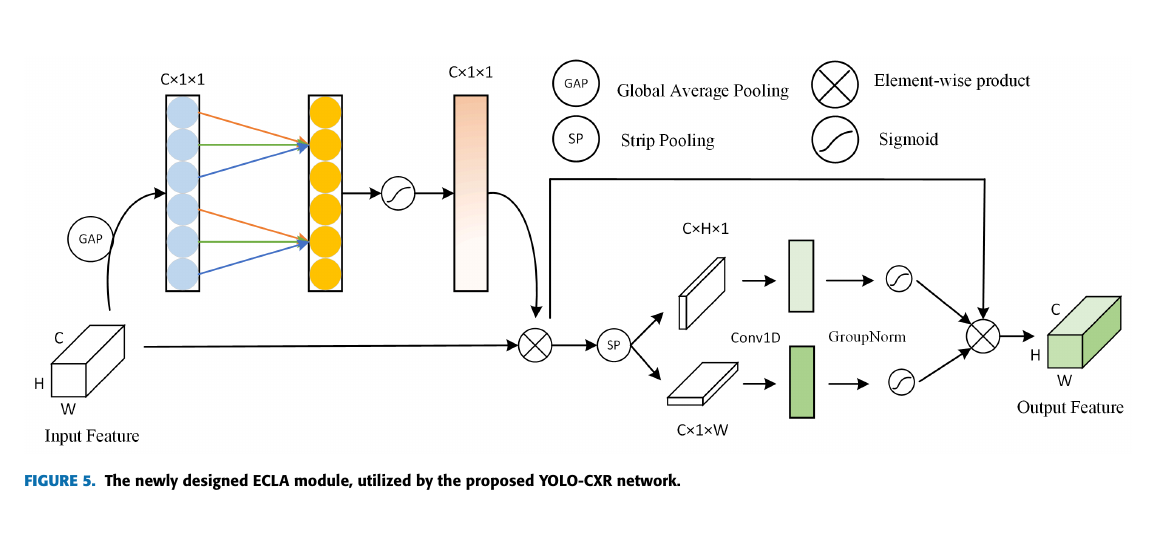 C×1×1
C×1×1
GAP
Global Average Pooling
Element-wise product
SP
Strip Pooling
Sigmoid
GAP
C×H×1
C
H
W
Input Feature
SP
Conv1D
GroupNorm
C×1×W
C
H
W
Output Feature
FIGURE 5. The newly designed ECLA module, utilized by the proposed YOLO-CXR network.